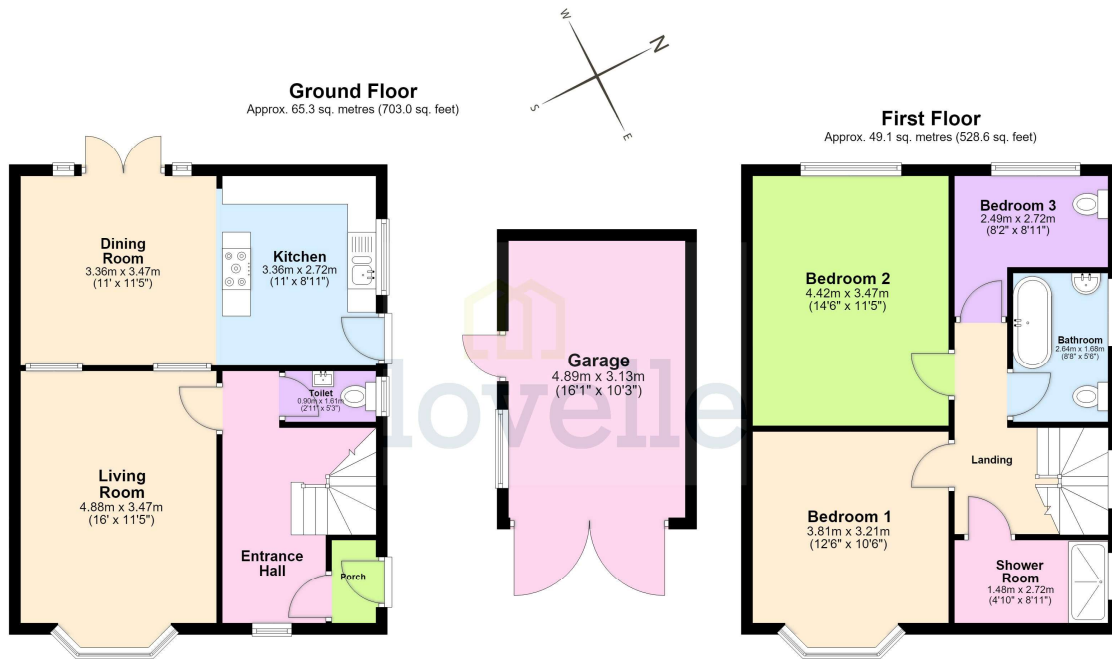 Ground Floor
Approx. 65.3 sq. metres (703.0 sq. feet)
W
N
S
E
First Floor
Approx. 49.1 sq. metres (528.6 sq. feet)
Dining
Room
3.36m x 3.47m
(11' x 11'5")
Kitchen
3.36m x 2.72m
(11' x 8'11")
Toilet
0.90m x 1.61m
(2'11" x 5'3")
Living
Room
4.88m x 3.47m
(16' x 11'5")
Entrance
Hall
Porch
Garage
4.89m x 3.13m
(16'1" x 10'3")
lovelle
Bedroom 3
2.49m x 2.72m
(8'2" x 8'11")
Bedroom 2
4.42m x 3.47m
(14'6" x 11'5")
Bathroom
2.64m x 1.68m
(8'8" x 5'6")
Landing
Bedroom 1
3.81m x 3.21m
(12'6" x 10'6")
Shower
Room
1.48m x 2.72m
(4'10" x 8'11")